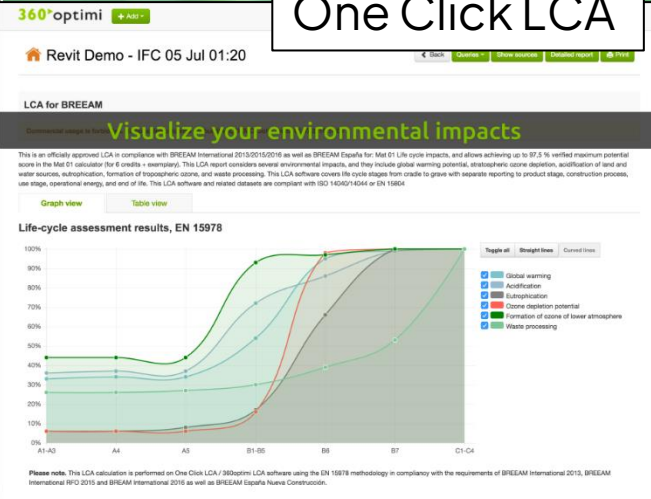 One Click LCA
360°optimi
+ Add
Revit Demo - IFC 05 Jul 01:20
Back
Queries
Show sources
Detailed report
Print
LCA for BREEAM
Visualize your environmental impacts
This is an officially approved LCA in compliance with BREEAM International 2013/2015/2016 as well as BREEAM España for: Mat 01 Life cycle impacts, and allows achieving up to 97,5 % verified maximum potential
score in the Mat 01 calculator (for 6 credits + exemplary). This LCA report considers several environmental impacts, and they include global warming potential, stratospheric ozone depletion, acidification of land and
water sources, eutrophication, formation of tropospheric ozone, and waste processing. This LCA software covers life cycle stages from cradle to grave with separate reporting to product stage, construction process,
use stage, operational energy, and end of life. This LCA software and related datasets are compliant with ISO 14040/14044 or EN 15804
Graph view
Table view
Life-cycle assessment results, EN 15978
Toggle all
Straight lines
Curved lines
Global warming
Acidification
Eutrophication
Ozone depletion potential
Formation of ozone of lower atmosphere
Waste processing
100%
90%
80%
70%
60%
50%
40%
30%
20%
10%
0%
A1-A3
A4
A5
B1-B5
B6
B7
C1-C4
Please note. This LCA calculation is performed on One Click LCA / 360optimi LCA software using the EN 15978 methodology in compliancy with the requirements of BREEAM International 2013, BREEAM
International RFO 2015 and BREAM International 2016 as well as BREEAM España Nueva Construcción.